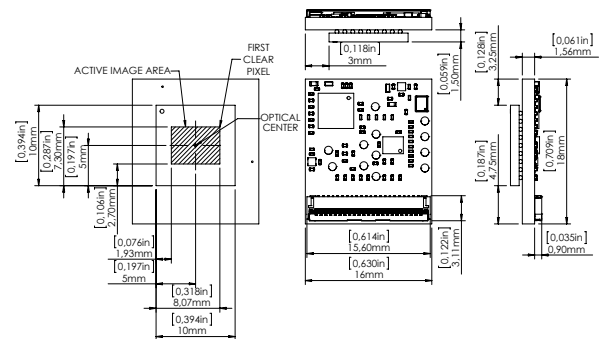 FIRST
CLEAR
PIXEL
ACTIVE IMAGE AREA
OPTICAL
CENTER
[0,394in]
10mm
[0,287in]
7,30mm
[0,197in]
5mm
[0,106in]
2,70mm
[0,076in]
1,93mm
[0,197in]
5mm
[0,318in]
8,07mm
[0,394in]
10mm
[0,118in]
3mm
[0,059in]
1,50mm
[0,614in]
15,60mm
[0,630in]
16mm
[0,122in]
3,11mm
[0,128in]
3,25mm
[0,061in]
1,56mm
[0,187in]
4,75mm
[0,709in]
18mm
[0,035in]
0,90mm